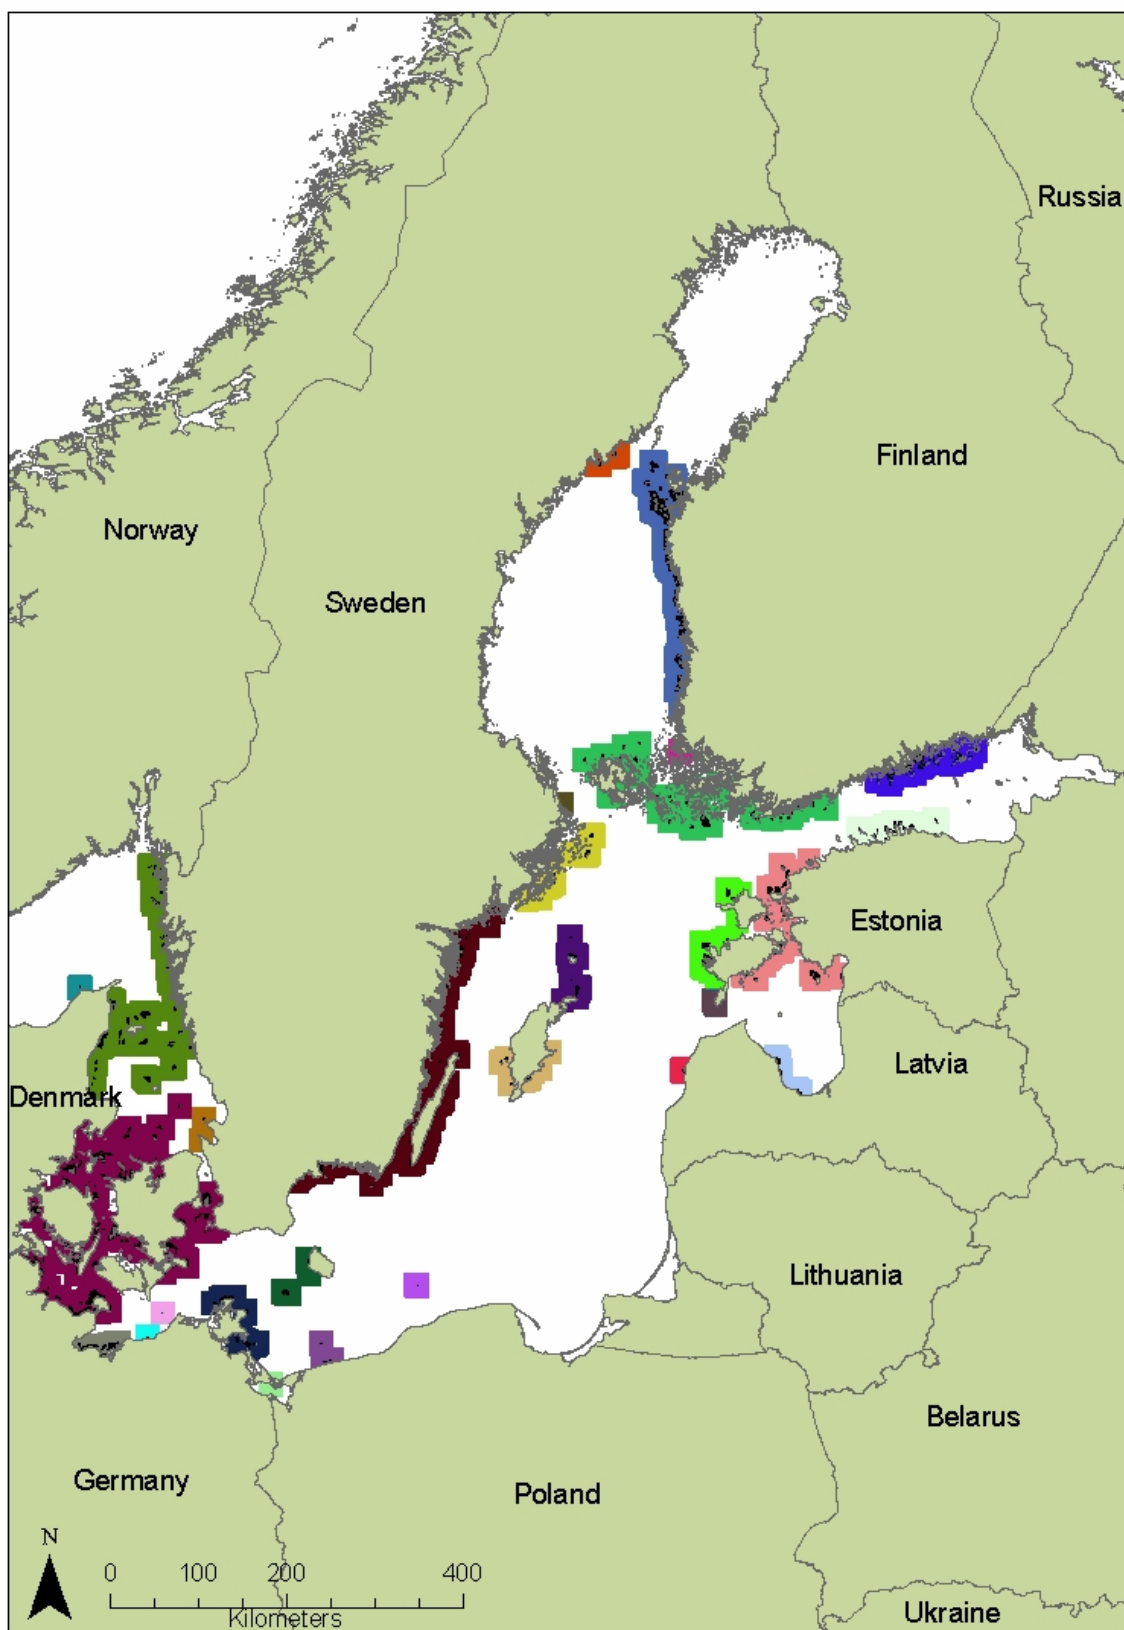 Russia
Finland
Norway
Sweden
Estonia
Latvia
Denmark
Lithuania
Belarus
Germany
Poland
N
0 100 200 400
Kilometers
Ukraine